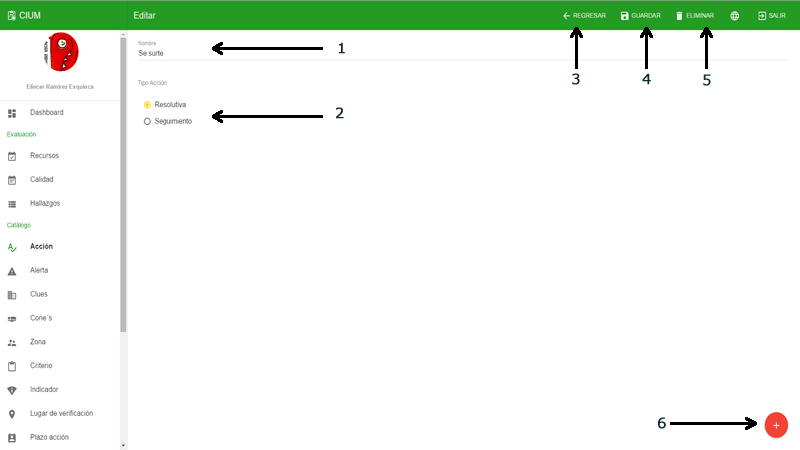 CIUM
Editar
REGRESAR
GUARDAR
ELIMINAR
SALIR
Eliecer Ramírez Esquinca
Dashboard
Evaluación
Recursos
Calidad
Hallazgos
Catálogo
Acción
Alerta
Clues
Cone´s
Zona
Criterio
Indicador
Lugar de verificación
Plazo acción
Nombre
Se surte
1
Tipo Acción
Resolutiva
Seguimiento
2
3
4
5
6
+